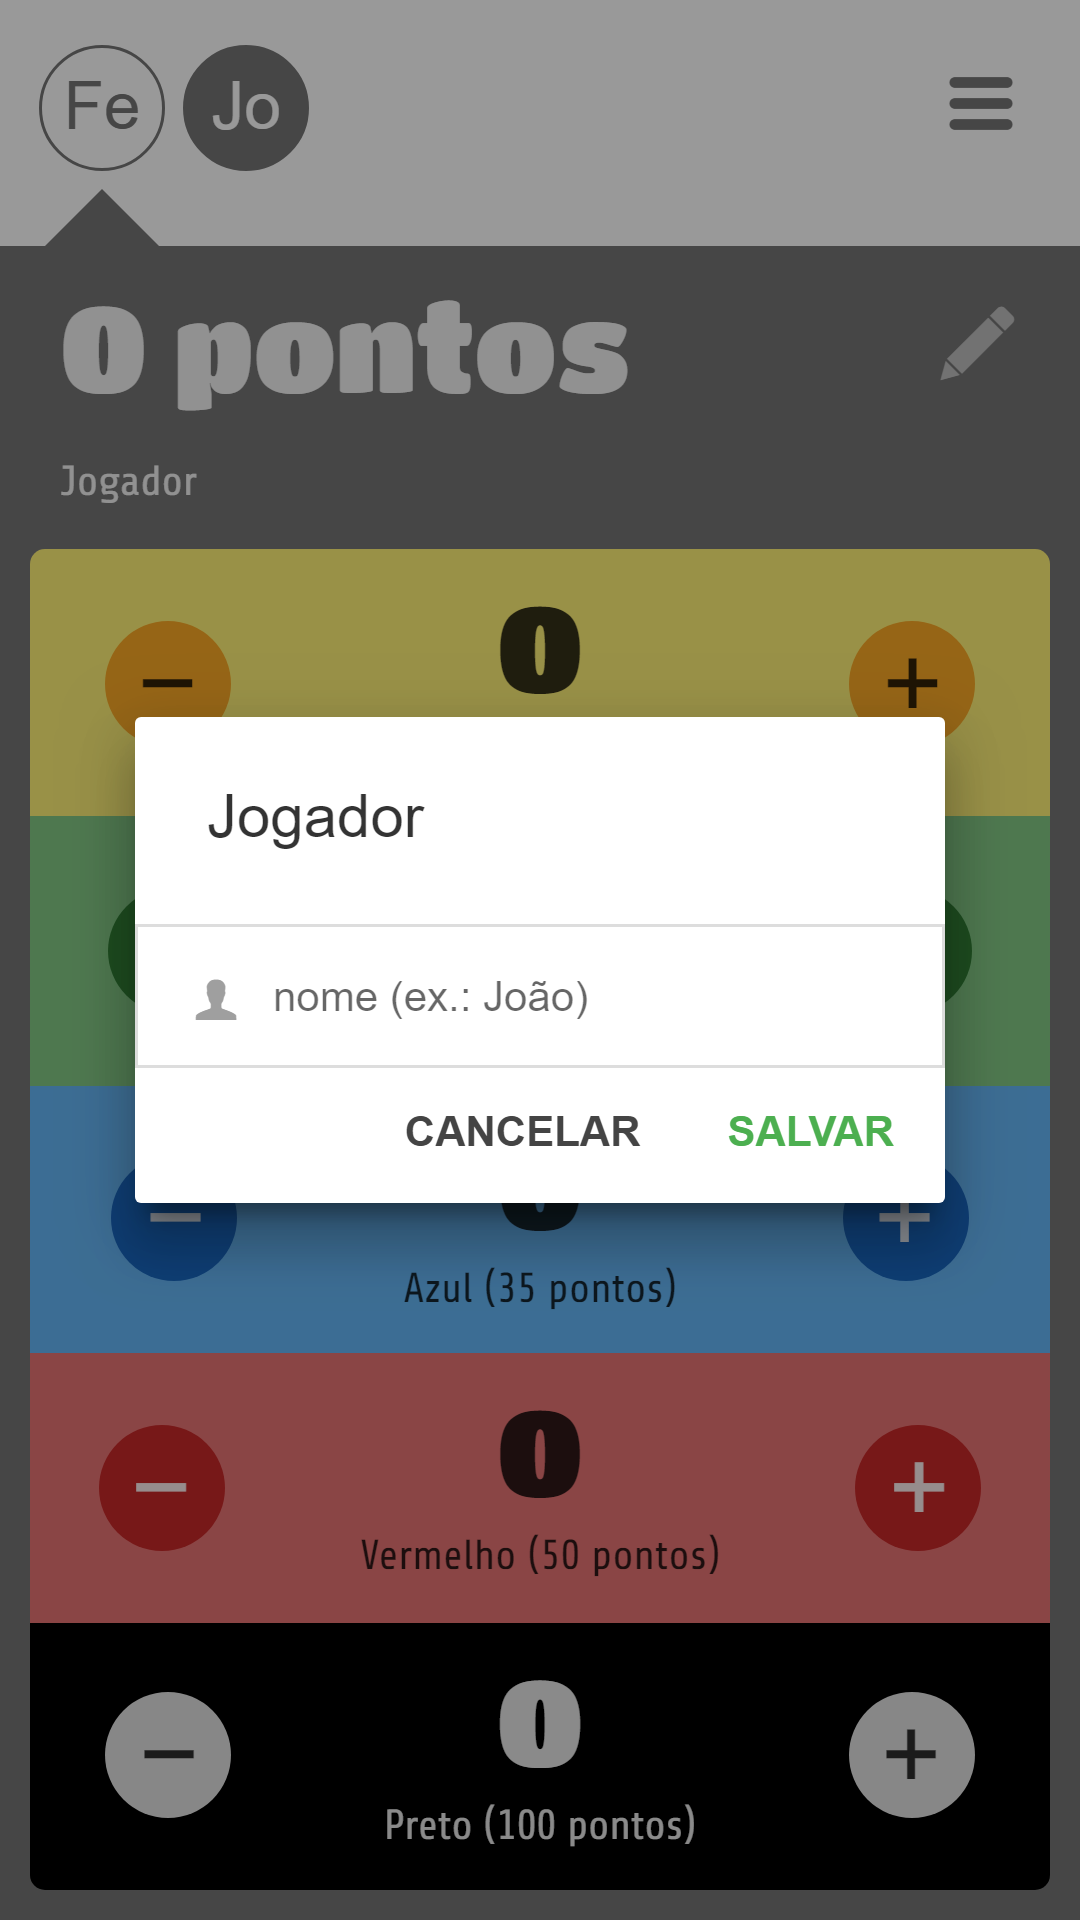 Fe Jo
0 pontos
Jogador
− 0 +
Jogador
nome (ex.: João)
CANCELAR SALVAR
− +
Azul (35 pontos)
− 0 +
Vermelho (50 pontos)
− 0 +
Preto (100 pontos)